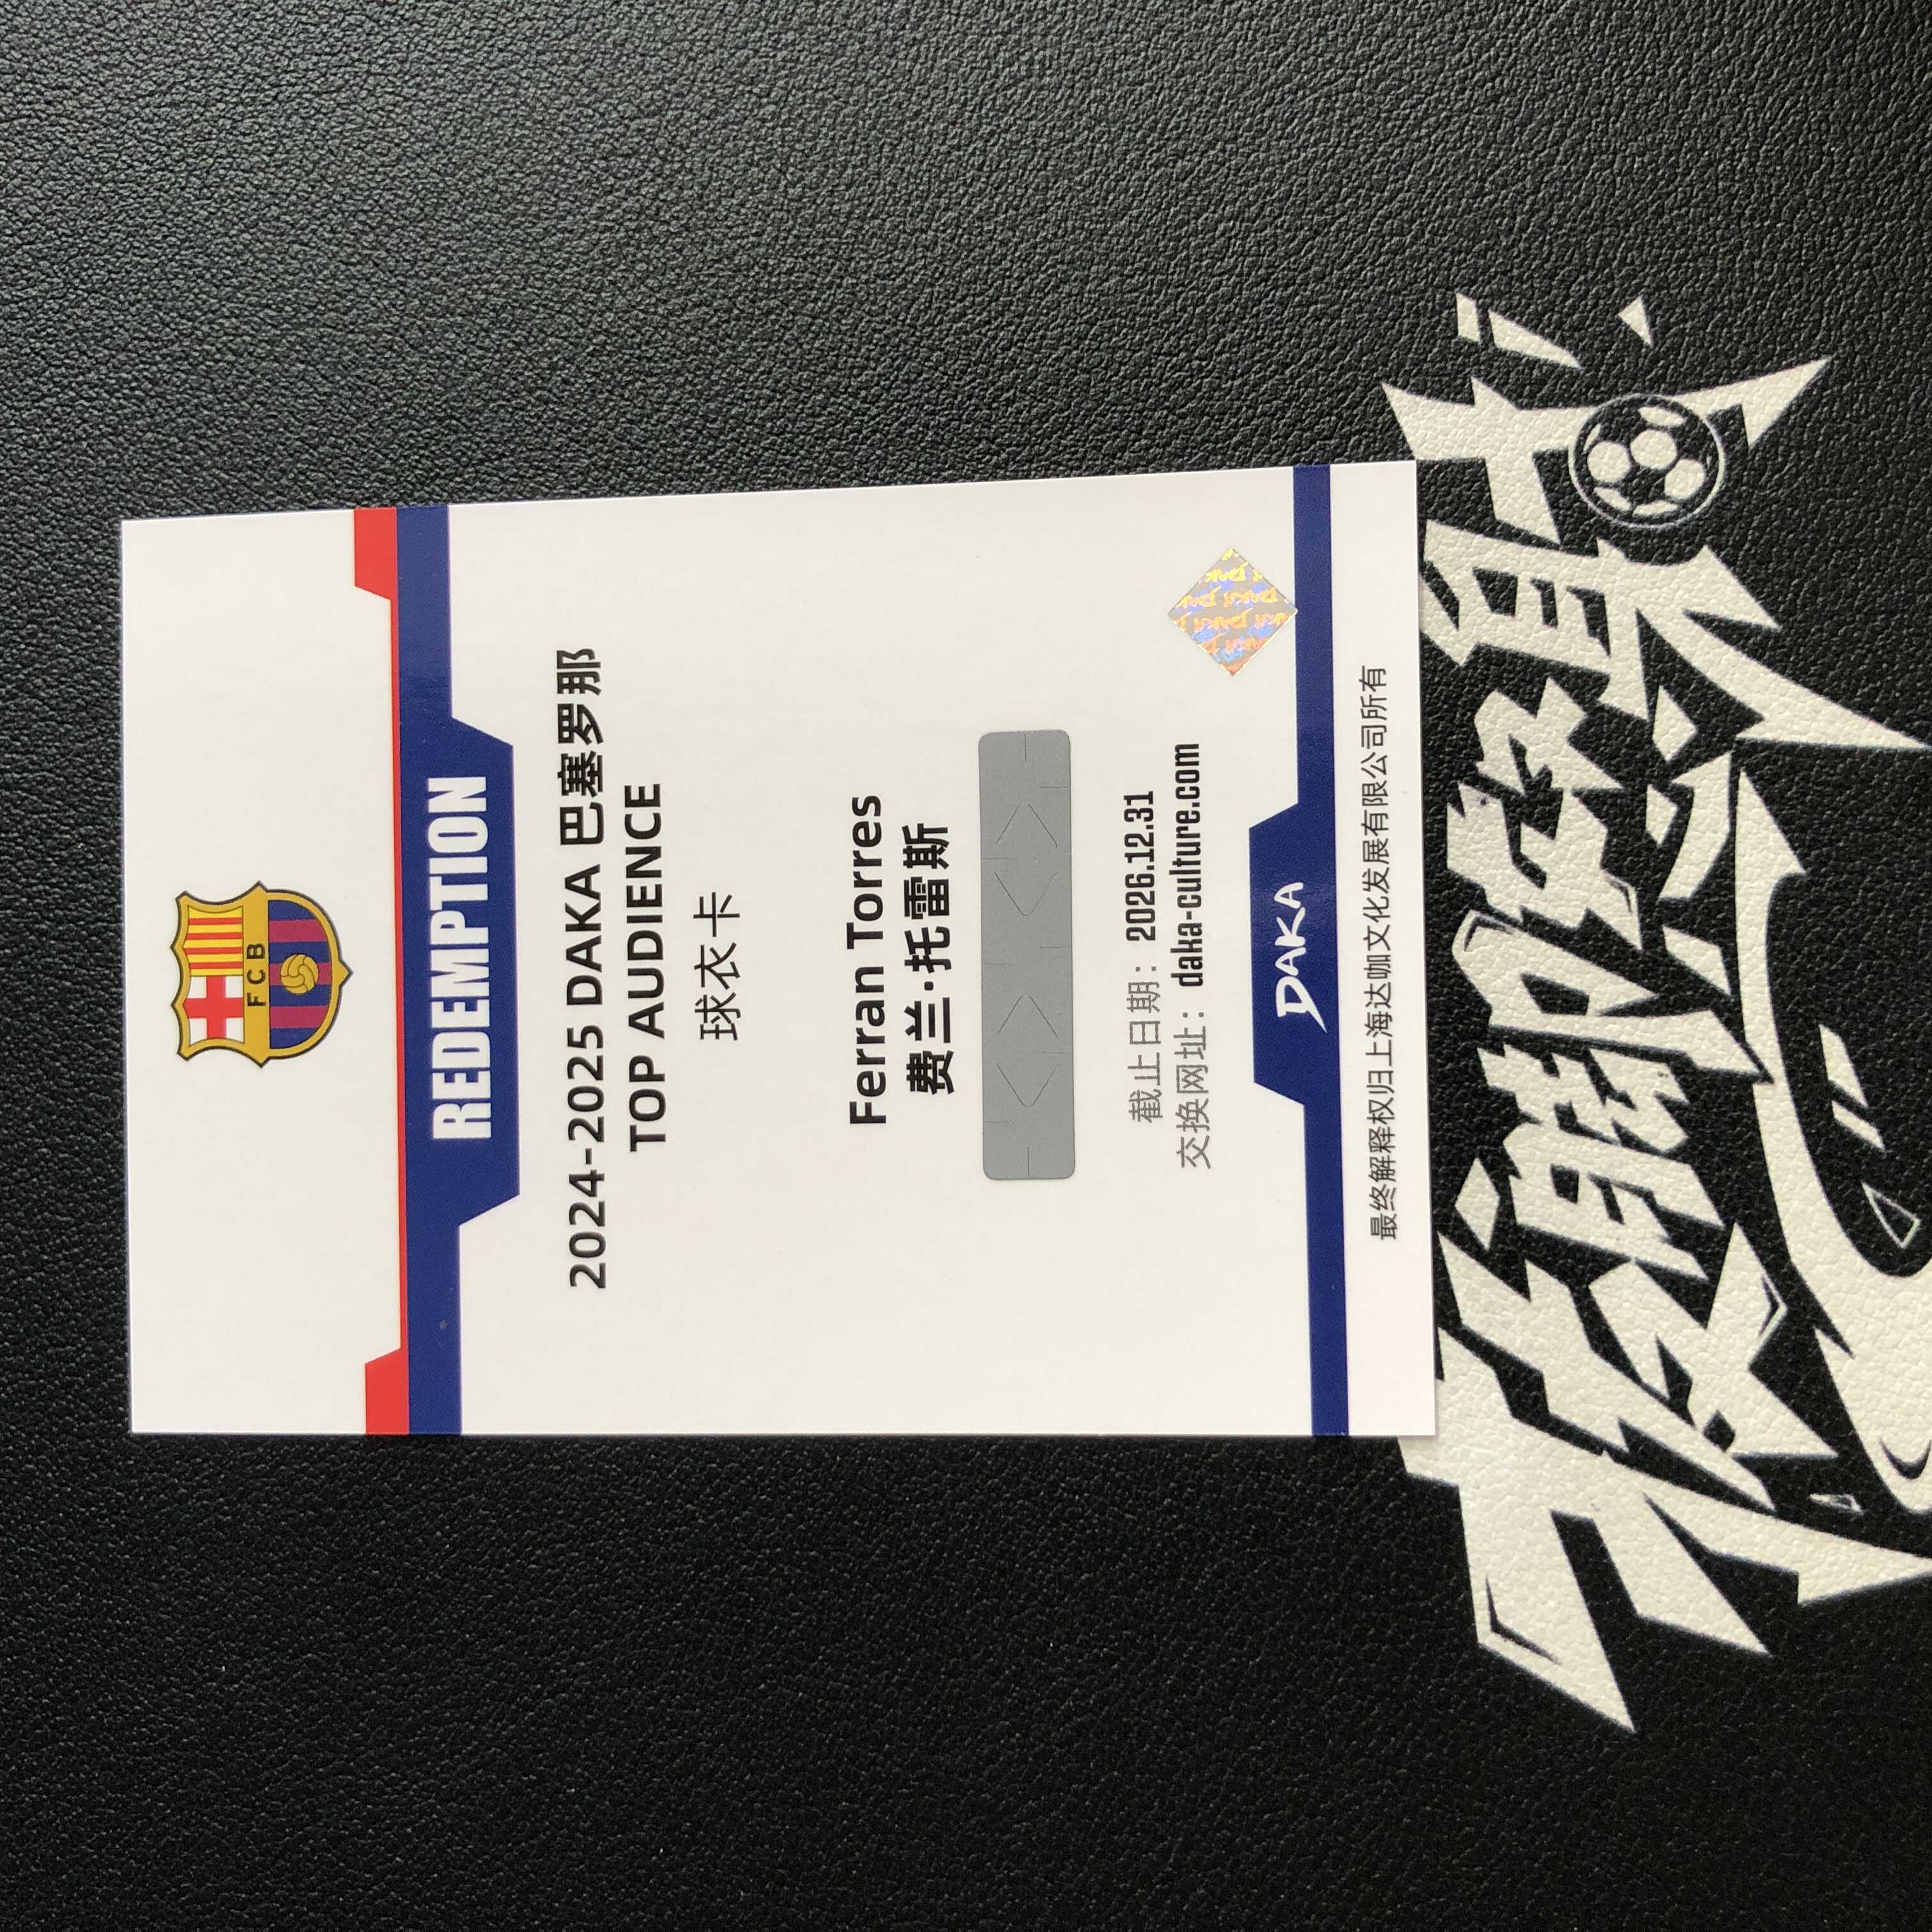 FCB
REDEMPTION
2024-2025 DAKA 巴塞罗那
TOP AUDIENCE
球衣卡
Ferran Torres
费兰·托雷斯
截止日期：2026.12.31
交换网址：daka-culture.com
DAKA
最终解释权归上海达咖文化发展有限公司所有